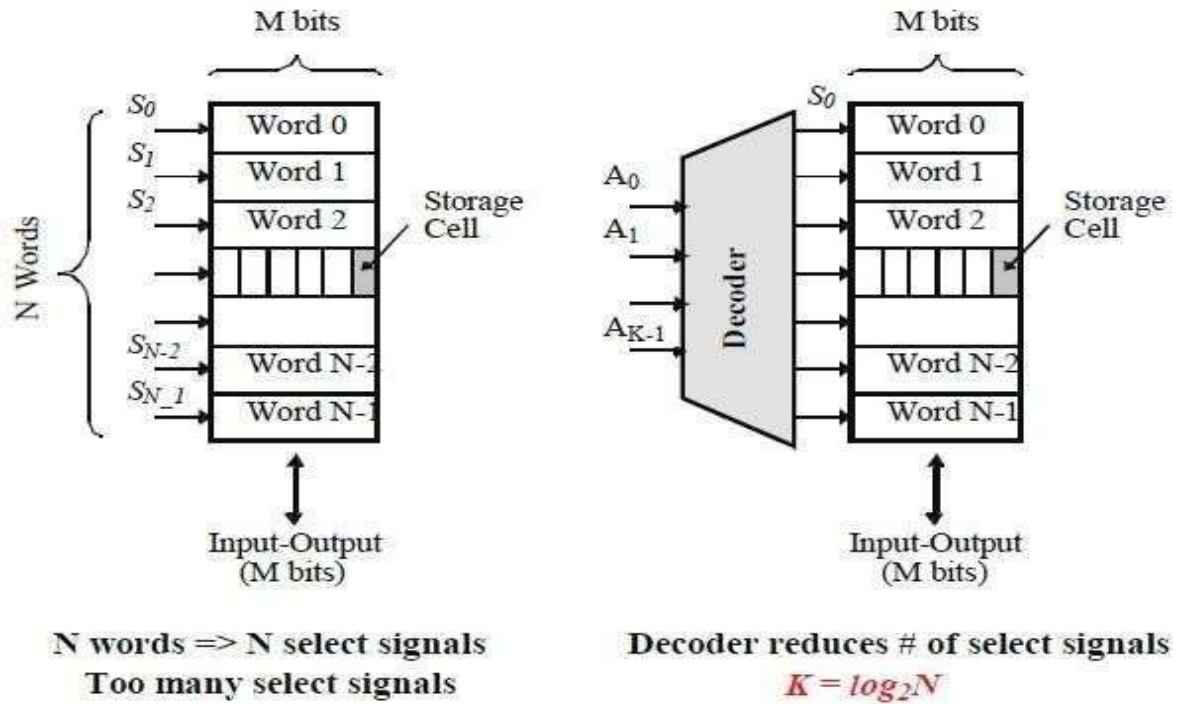 M bits
S0
S1
S2
SN-2
SN_1
N Words
Word 0
Word 1
Word 2
Word N-2
Word N-1
Storage
Cell
Input-Output
(M bits)
N words => N select signals
Too many select signals
M bits
S0
A0
A1
AK-1
Decoder
Word 0
Word 1
Word 2
Word N-2
Word N-1
Storage
Cell
Input-Output
(M bits)
Decoder reduces # of select signals
K = log2N